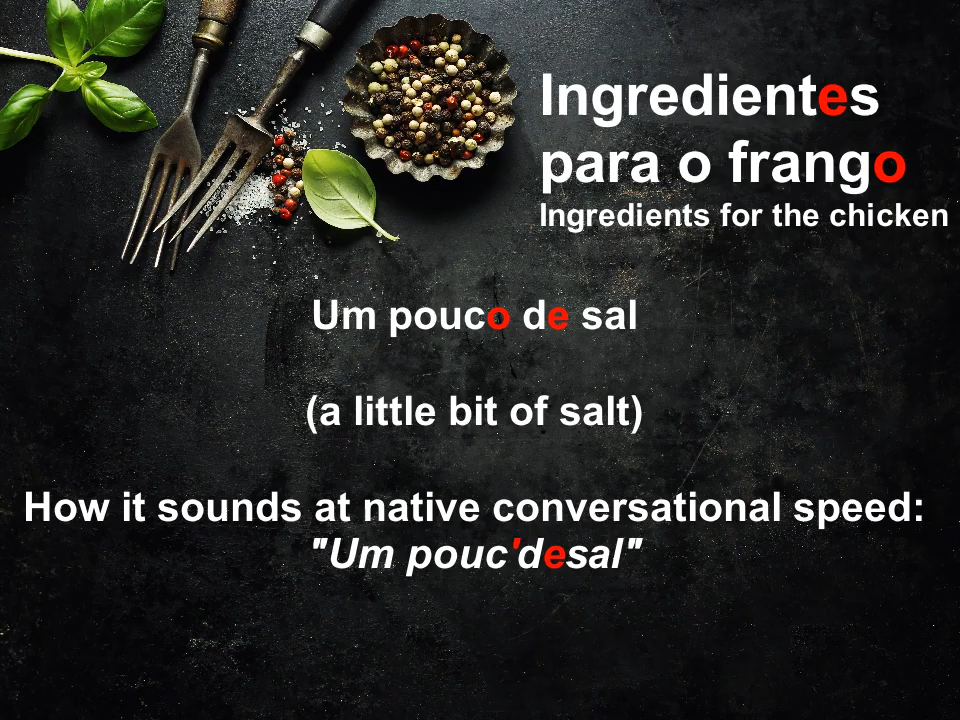 Ingredientes
para o frango
Ingredients for the chicken
Um pouco de sal
(a little bit of salt)
How it sounds at native conversational speed:
"Um pouc'desal"